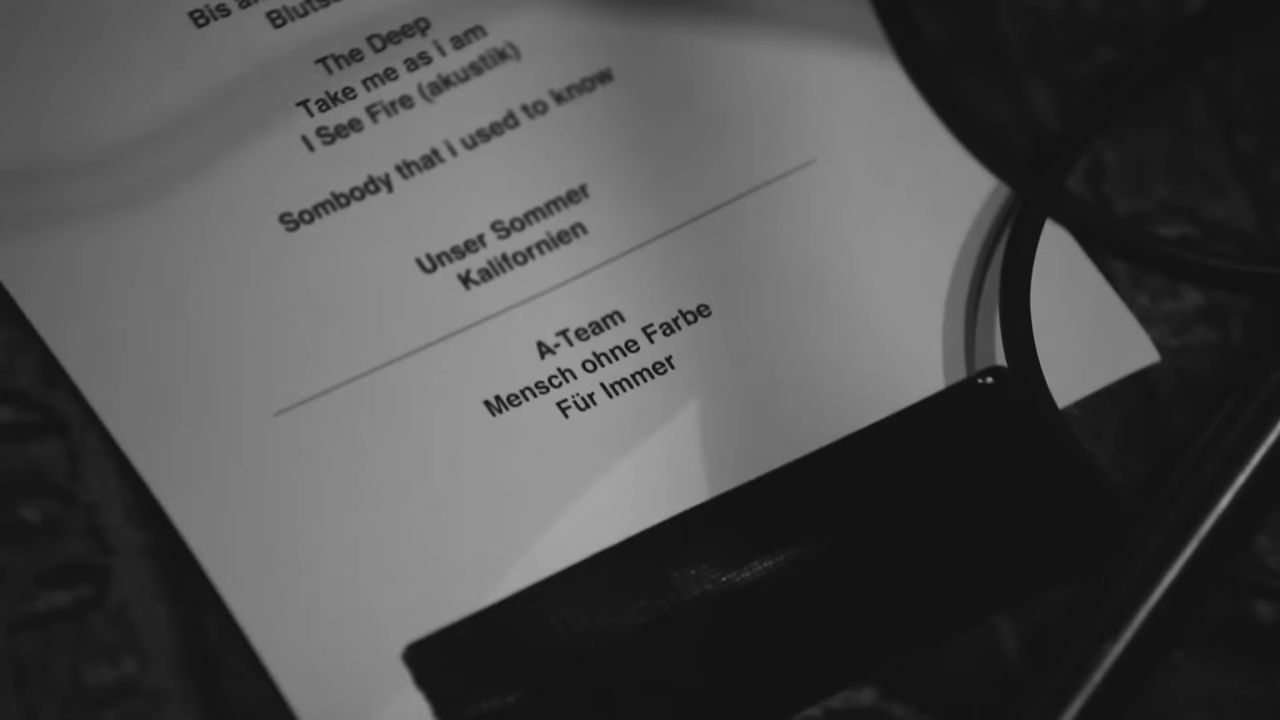 Bis
The Deep
Take me as i am
I See Fire (akustik)
Sombody that i used to know
Unser Sommer
Kalifornien
A-Team
Mensch ohne Farbe
Für Immer